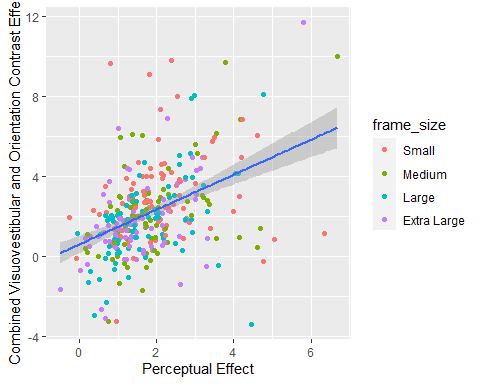 Combined Visuovestibular and Orientation Contrast Effe
12
8
4
0
-4
0
2
4
6
Perceptual Effect
frame_size
Small
Medium
Large
Extra Large